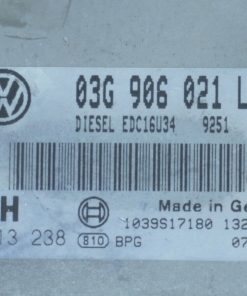 03G 906 021 L
DIESEL EDC16U34 9251
H
Made in Ge
13 238
1039S17180 132
810 BPG 07